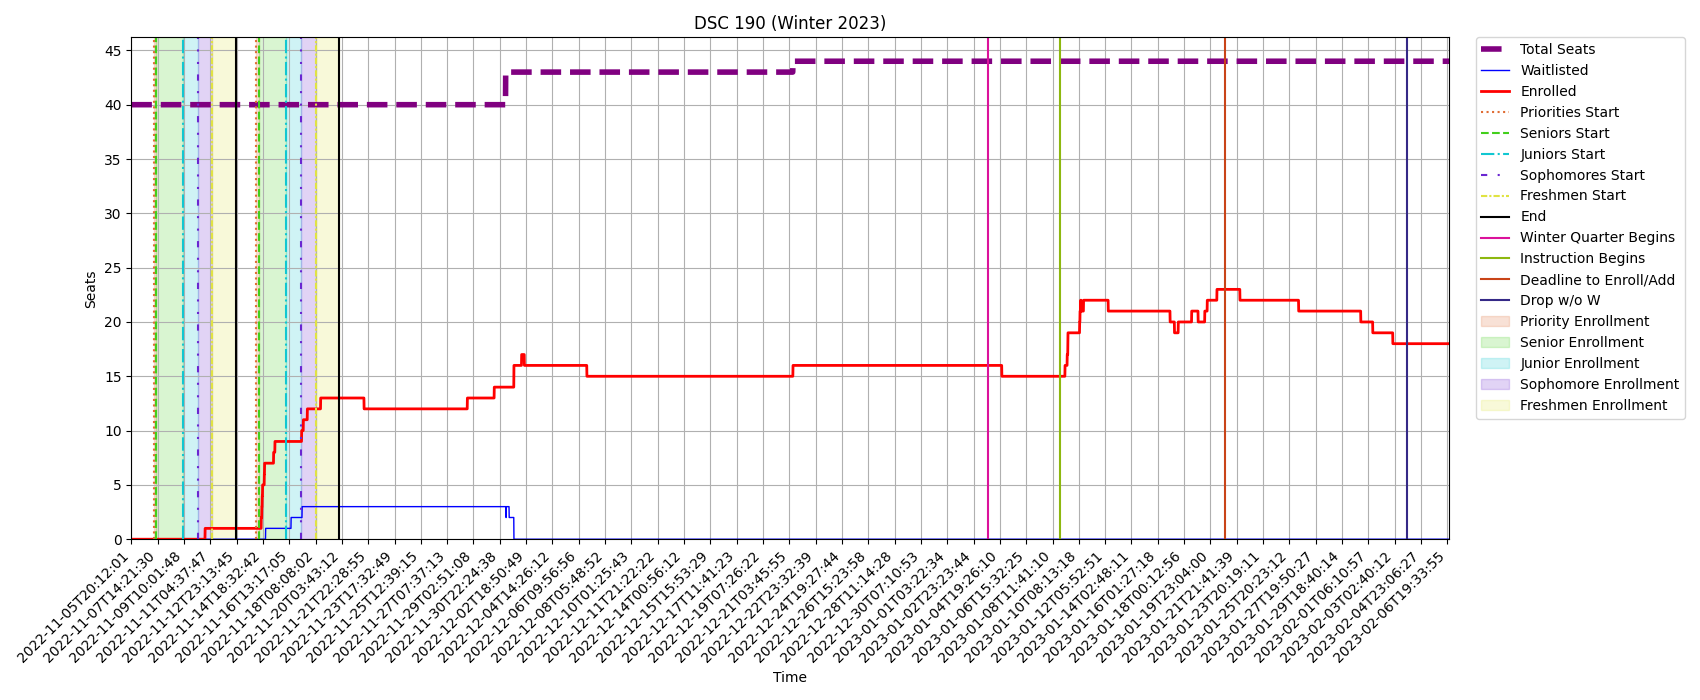 DSC 190 (Winter 2023)
Seats
45
40
35
30
25
20
15
10
5
0
2022-11-05T20:12:01
2022-11-07T14:21:30
2022-11-09T10:01:48
2022-11-11T04:37:47
2022-11-12T23:13:45
2022-11-14T18:32:42
2022-11-16T13:17:05
2022-11-18T08:08:02
2022-11-20T03:43:12
2022-11-21T22:28:55
2022-11-23T17:32:49
2022-11-25T12:39:15
2022-11-27T07:37:13
2022-11-29T02:51:08
2022-11-30T22:24:38
2022-12-02T18:50:49
2022-12-04T14:26:12
2022-12-06T09:56:56
2022-12-08T05:48:52
2022-12-10T01:25:43
2022-12-11T21:22:22
2022-12-14T00:56:12
2022-12-15T15:53:29
2022-12-17T11:41:23
2022-12-19T07:26:22
2022-12-21T03:45:55
2022-12-22T23:32:39
2022-12-24T19:27:44
2022-12-26T15:23:58
2022-12-28T11:14:28
2022-12-30T07:10:53
2023-01-01T03:22:34
2023-01-02T23:23:44
2023-01-04T19:26:10
2023-01-06T15:32:25
2023-01-08T11:41:10
2023-01-10T08:13:18
2023-01-12T05:52:51
2023-01-14T02:48:11
2023-01-16T01:27:18
2023-01-18T00:12:56
2023-01-19T23:04:00
2023-01-21T21:41:39
2023-01-23T20:19:11
2023-01-25T20:23:12
2023-01-27T19:50:27
2023-01-29T18:40:14
2023-02-01T06:10:57
2023-02-03T02:40:12
2023-02-04T23:06:27
2023-02-06T19:33:55
Time
Total Seats
Waitlisted
Enrolled
Priorities Start
Seniors Start
Juniors Start
Sophomores Start
Freshmen Start
End
Winter Quarter Begins
Instruction Begins
Deadline to Enroll/Add
Drop w/o W
Priority Enrollment
Senior Enrollment
Junior Enrollment
Sophomore Enrollment
Freshmen Enrollment